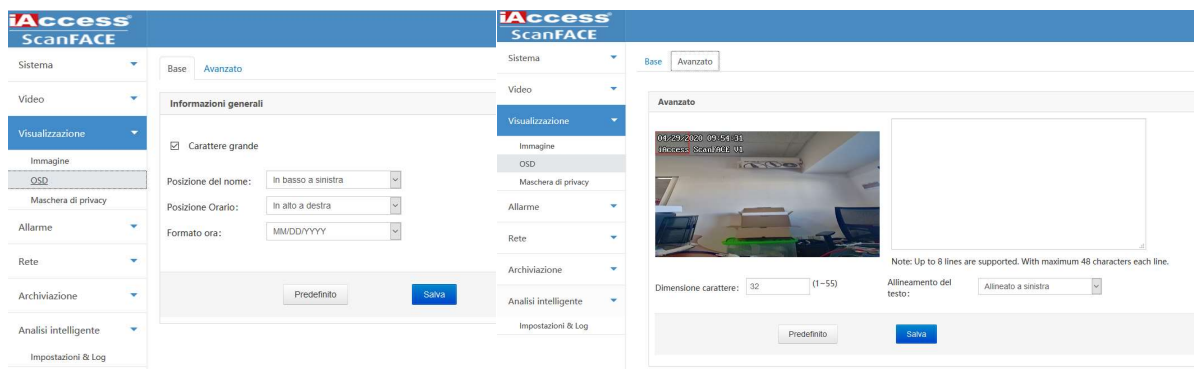 iAccess
ScanFACE
Sistema
Video
Visualizzazione
Immagine
OSD
Maschera di privacy
Allarme
Rete
Archiviazione
Analisi intelligente
Impostazioni & Log
Base Avanzato
Informazioni generali
Carattere grande
Posizione del nome: In basso a sinistra
Posizione Orario: In alto a destra
Formato ora: MM/DD/YYYY
Predefinito Salva
iAccess
ScanFACE
Sistema
Video
Visualizzazione
Immagine
OSD
Maschera di privacy
Allarme
Rete
Archiviazione
Analisi intelligente
Impostazioni & Log
Base Avanzato
Avanzato
04/29/2020 09:54:31
iAccess ScanFACE V1
Note: Up to 8 lines are supported. With maximum 48 characters each line.
Dimensione carattere: 32 (1~55)
Allineamento del
testo: Allineato a sinistra
Predefinito Salva